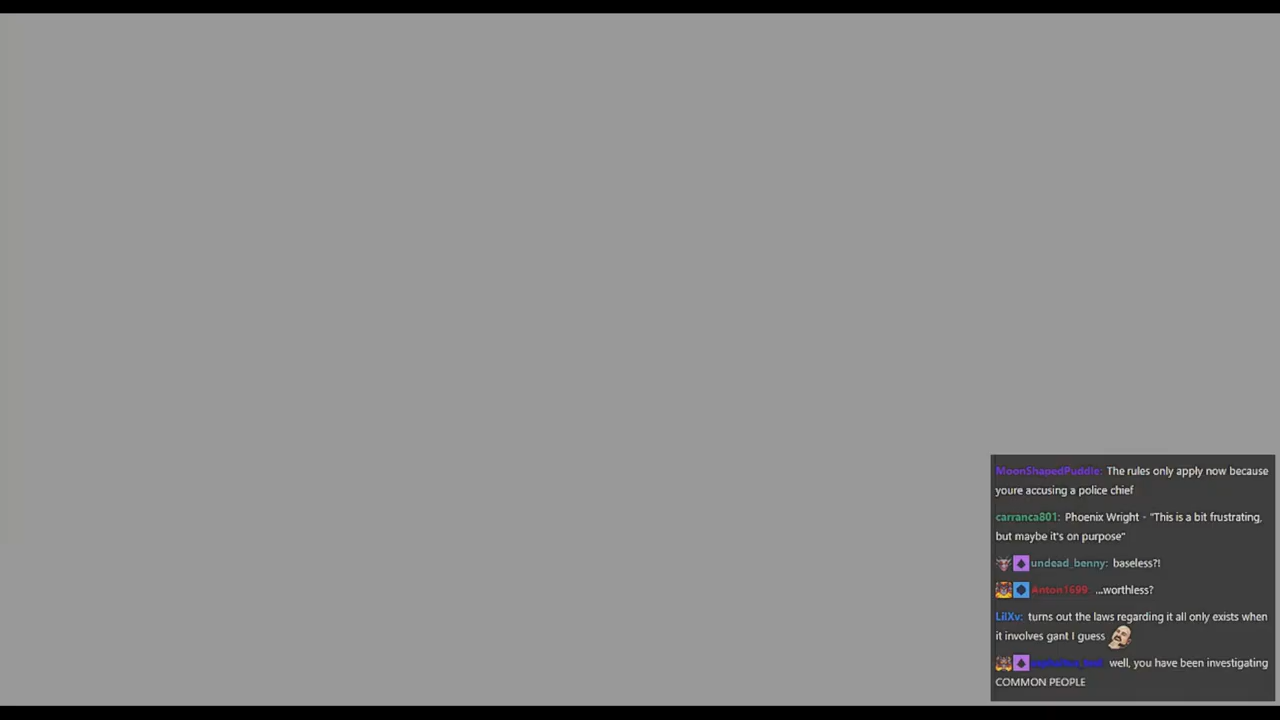 MoonShapedPuddle: The rules only apply now because
youre accusing a police chief
carranca801: Phoenix Wright - "This is a bit frustrating,
but maybe it's on purpose"
undead_benny: baseless?!
Anton1699: ...worthless?
LilXv: turns out the laws regarding it all only exists when
it involves gant I guess
well, you have been investigating
COMMON PEOPLE